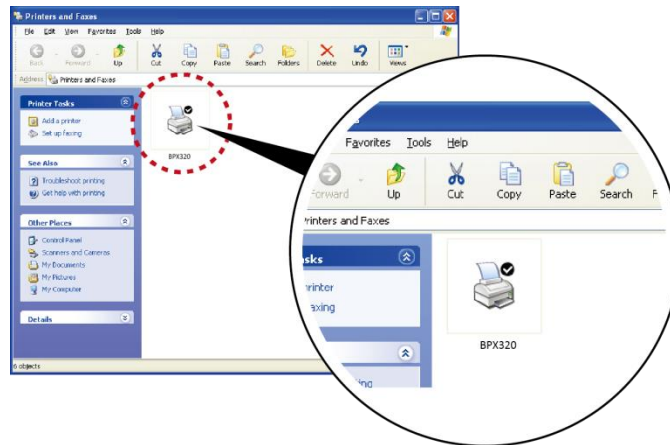 Printers and Faxes
File Edit View Favorites Tools Help
Back Forward Up Cut Copy Paste Search Folders Delete Undo Views
Address Printers and Faxes
Printer Tasks
Add a printer
Set up faxing
See Also
Troubleshoot printing
Get help with printing
Other Places
Control Panel
Scanners and Cameras
My Documents
My Pictures
My Computer
Details
BPX320
6 objects
Favorites Tools Help
Forward Up Cut Copy Paste Search F
rinters and Faxes
asks
rinter
axing
ing
BPX320